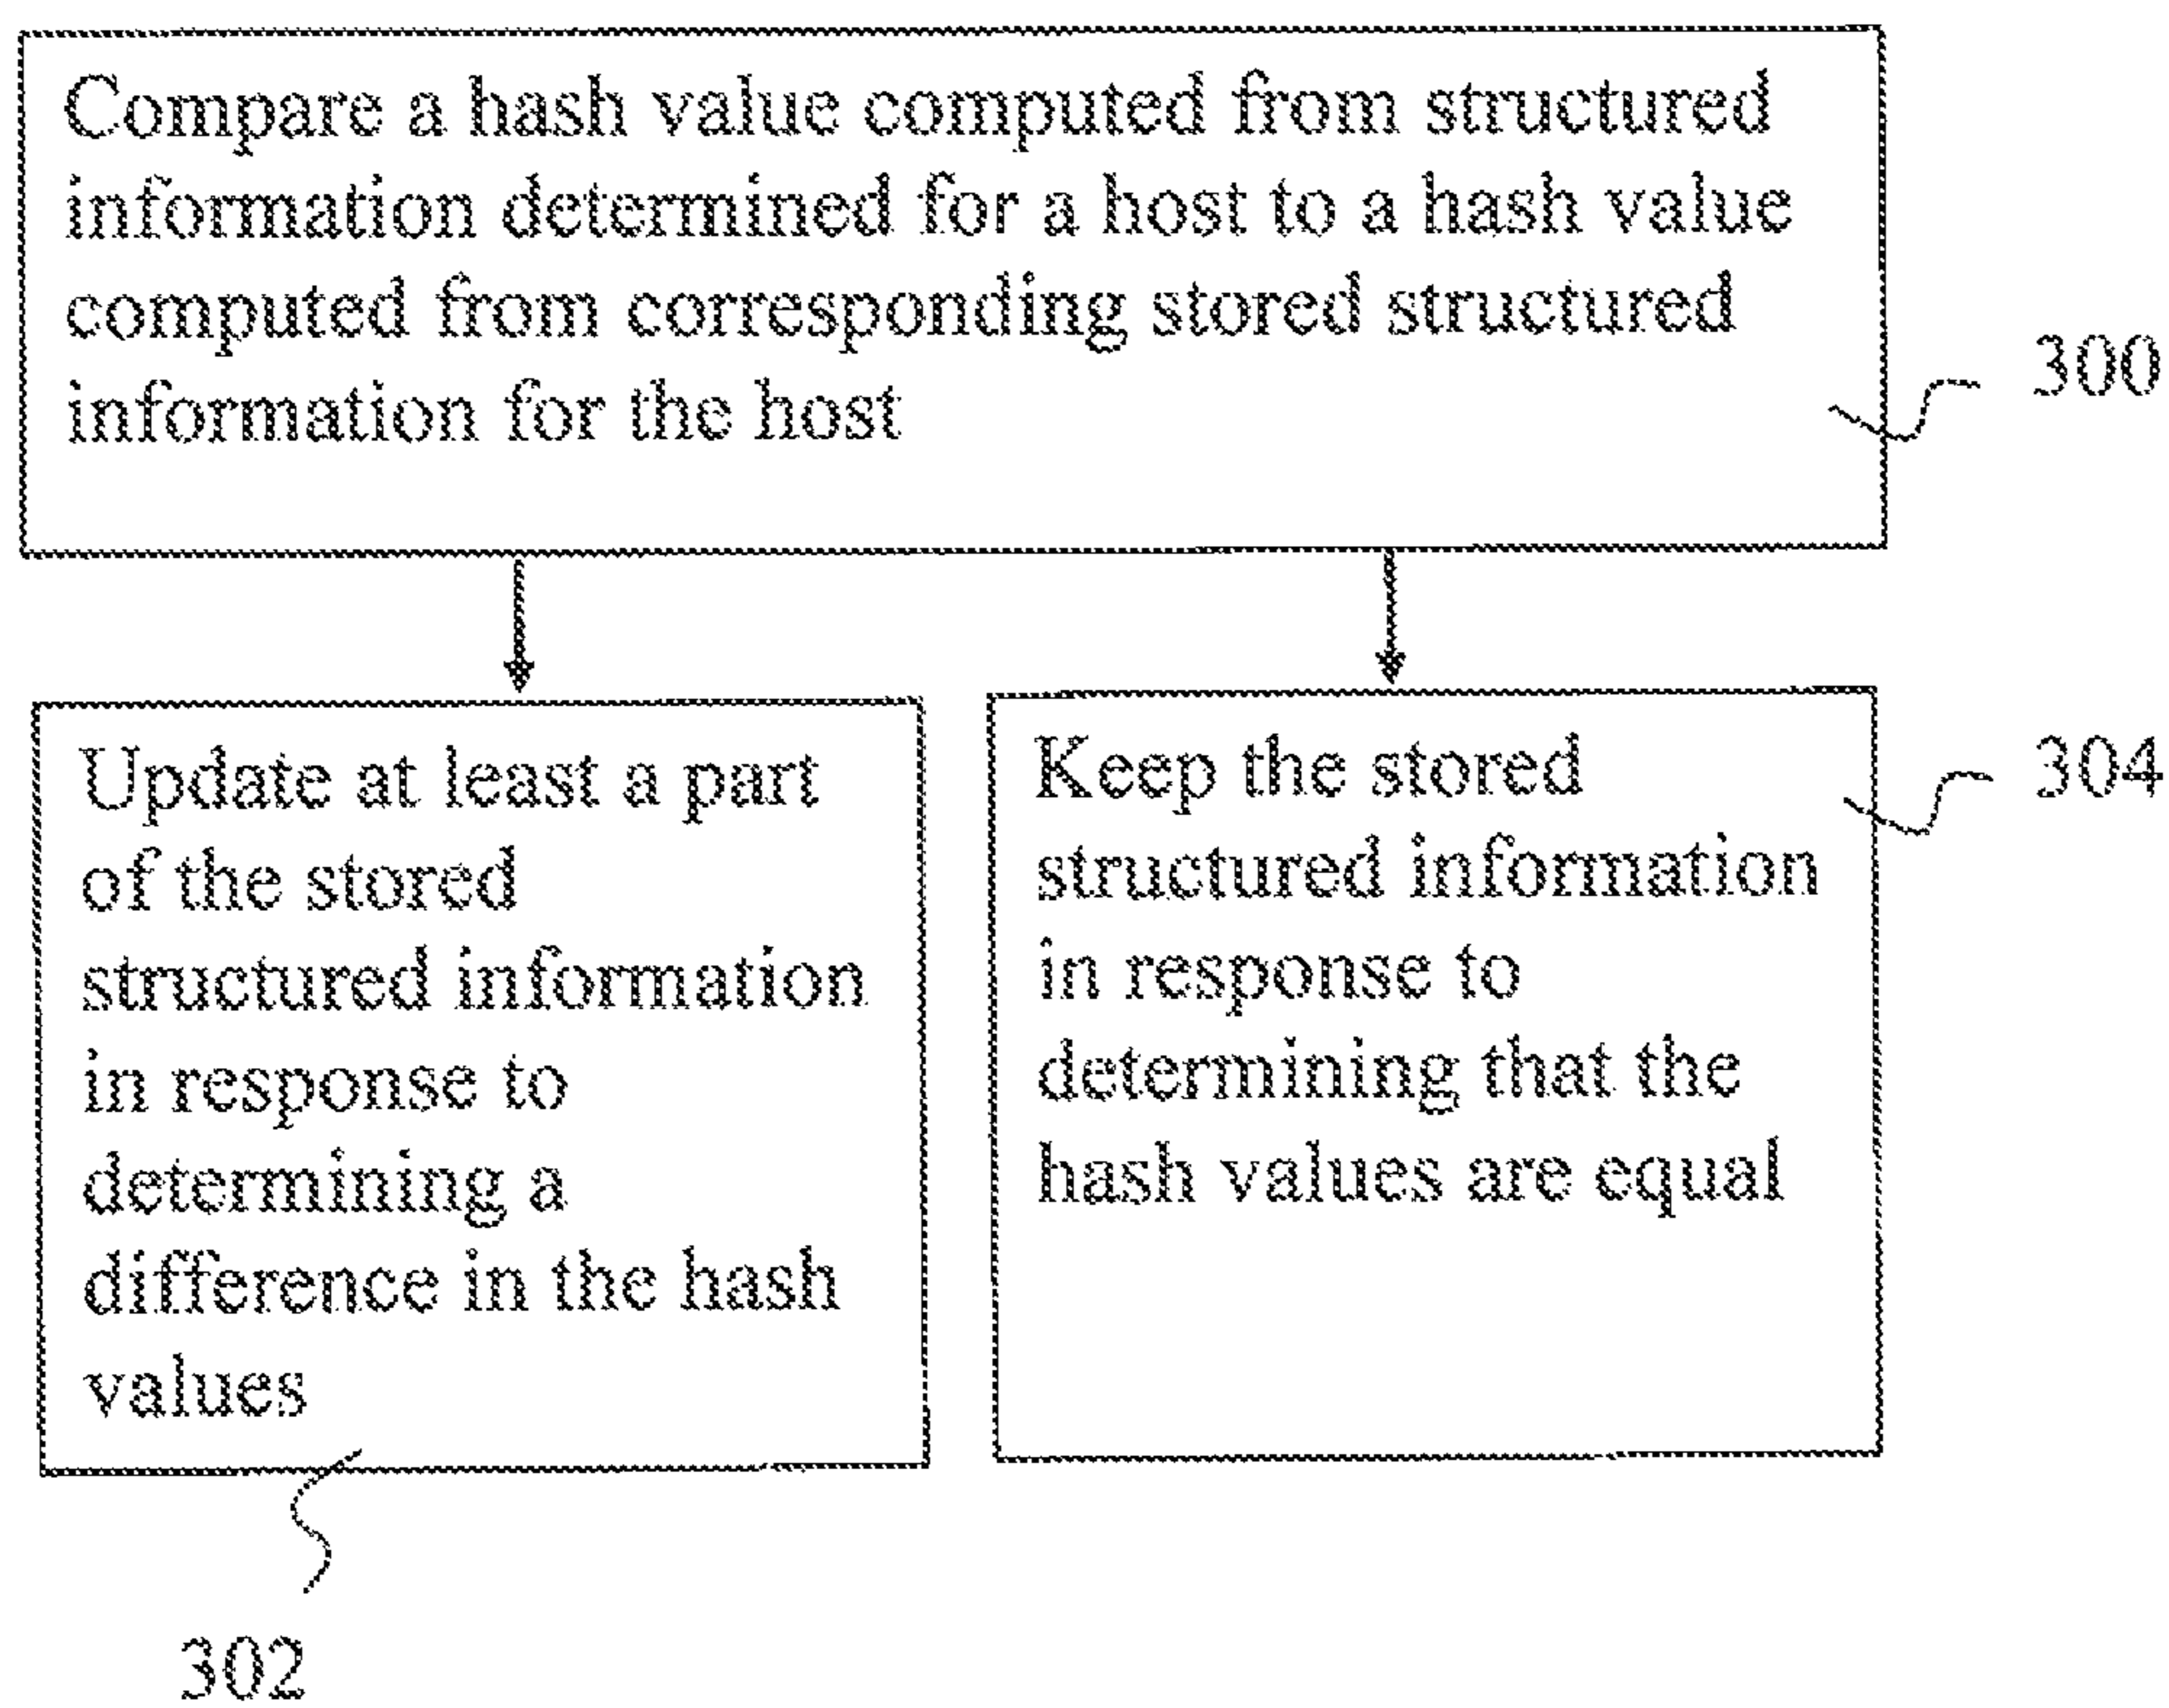 Compare a hash value computed from structured
information determined for a host to a hash value
computed from corresponding stored structured
information for the host
300
Update at least a part
of the stored
structured information
in response to
determining a
difference in the hash
values
302
Keep the stored
structured information
in response to
determining that the
hash values are equal
304